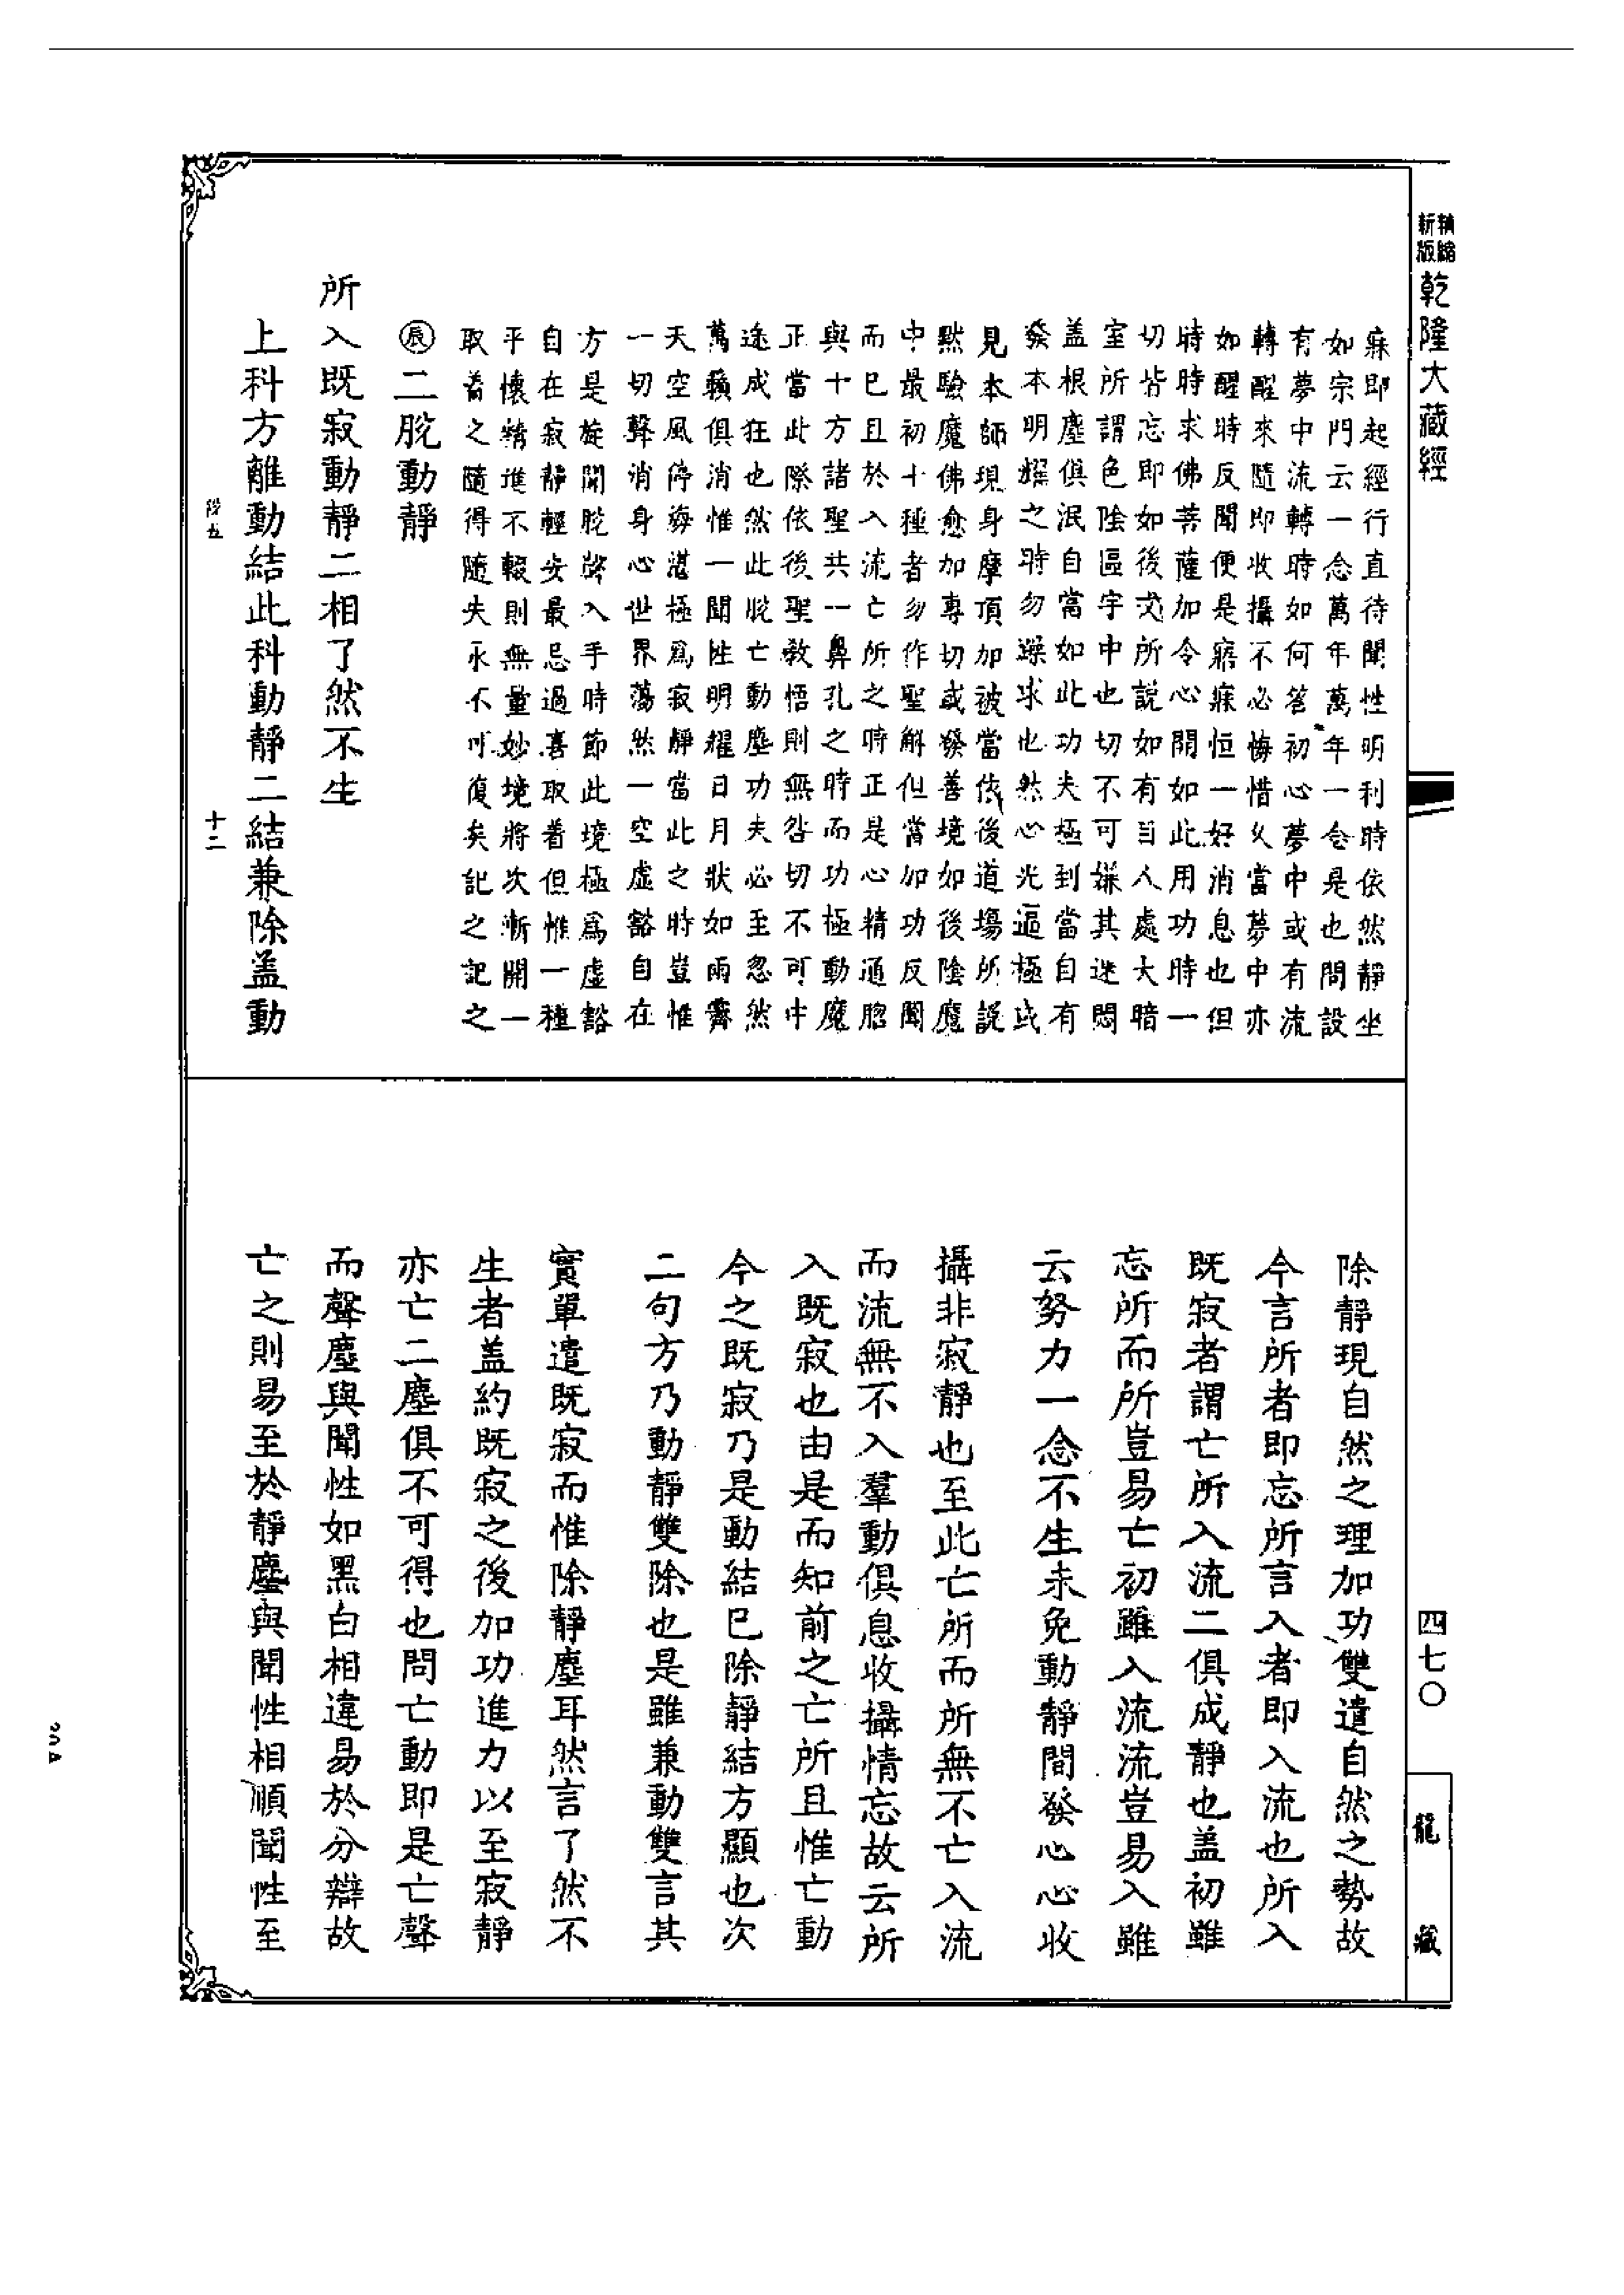 精縮新版
乾隆大藏經
寐即起經行直待聞性明利時依然靜坐
如宗門云一念萬年萬年一念是也問設
有夢中流轉時如何答初心夢中或有流
轉醒來隨即收攝不必悔惜久當夢中亦
如醒時反聞便是寤寐恒一好消息也但
時時求佛菩薩加令心開如此用功時一
切皆忘即如後文所說如有目人處大暗
室所謂色陰區宇中也切不可嫌其迷悶
盖根塵俱泯自當如此功夫極到當自有
發本明耀之時勿躁求也然心光逼極或
見本師現身摩頂加被當依後道場所說
默驗魔佛愈加專切或發善境如後陰魔
中最初十種者勿作聖解但當加功反聞
而已且於入流亡所之時正是心精通㳷
與十方諸聖共一鼻孔之時而功極動魔
正當此際依後聖教悟則無咎切不可中
途成狂也然此脫亡動塵功夫必至忽然
萬籟俱消惟一聞性明耀日月狀如雨霽
天空風停海湛極爲寂靜當此之時豈惟
一切聲消身心世界蕩然一空虛豁自在
方是旋聞脫聲入手時節此境極爲虛豁
自在寂靜輕安最忌過喜取着但惟一種
平懷精進不輟則無量妙境將次漸開一
取着之隨得隨失永不可復矣記之記之
辰二脫動靜
所入既寂動靜二相了然不生
上科方離動結此科動靜二結兼除盖動
十二
除靜現自然之理加功雙遣自然之勢故
今言所者即忘所言入者即入流也所入
既寂者謂亡所入流二俱成靜也盖初雖
忘所而所豈易亡初雖入流流豈易入雖
云努力一念不生未免動靜間發心心收
攝非寂靜也至此亡所而所無不亡入流
而流無不入羣動俱息收攝情忘故云所
入既寂也由是而知前之亡所且惟亡動
今之既寂乃是動結已除靜結方顯也次
二句方乃動靜雙除也是雖兼動雙言其
實單遣既寂而惟除靜塵耳然言了然不
生者盖約既寂之後加功進力以至寂靜
亦亡二塵俱不可得也問亡動即是亡聲
而聲塵與聞性如黑白相違易於分辯故
亡之則易至於靜塵與聞性相順聞性至
四七〇
龍藏